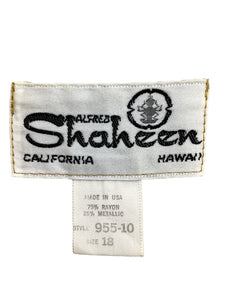 ALFRED
Shaheen
CALIFORNIA HAWAII
MADE IN USA
75% RAYON
25% METALLIC
STYLE 955-10
SIZE 18